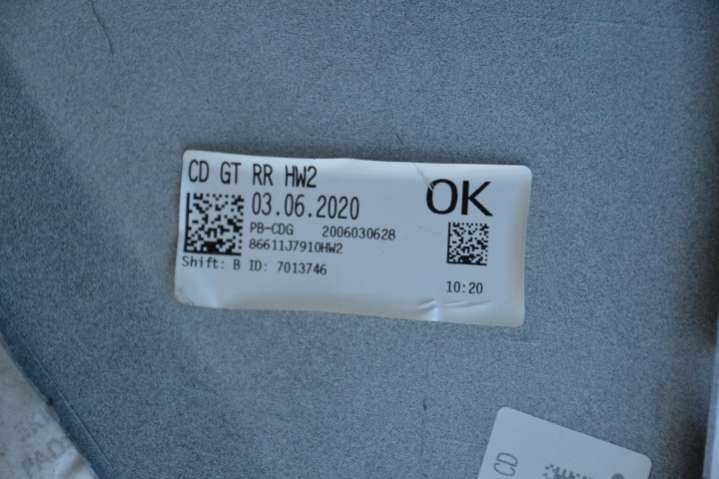 CD GT RR HW2
OK
03.06.2020
PB-CDG 2006030628
86611J7910HW2
Shift: B ID: 7013746
10:20
CD